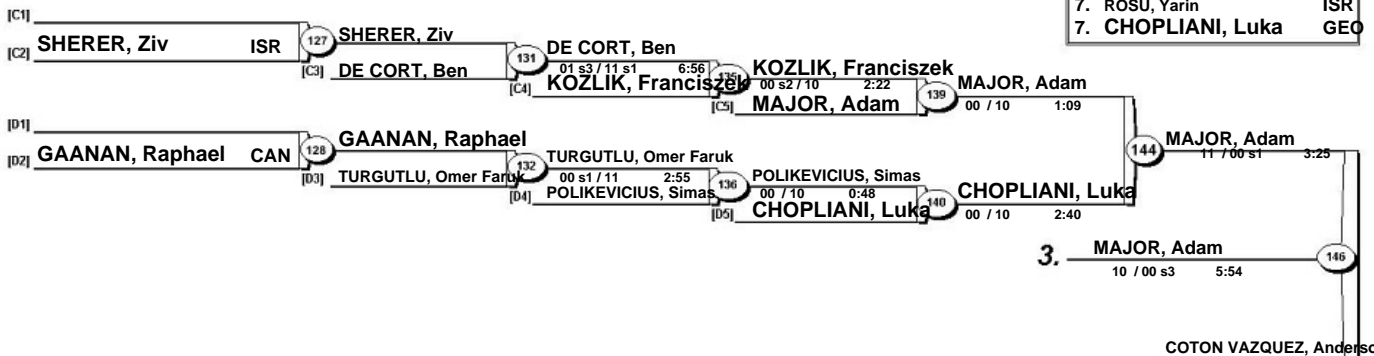 7. ROSU, Yarin ISR
7. CHOPLIANI, Luka GEO
[C1]
[C2] SHERER, Ziv ISR
127
SHERER, Ziv
[C3] DE CORT, Ben
131
DE CORT, Ben
01 s3 / 11 s1 6:56
[C4] KOZLIK, Franciszek
135
KOZLIK, Franciszek
00 s2 / 10 2:22
[C5] MAJOR, Adam
139
MAJOR, Adam
00 / 10 1:09
[D1]
[D2] GAANAN, Raphael CAN
128
GAANAN, Raphael
[D3] TURGUTLU, Omer Faruk
132
TURGUTLU, Omer Faruk
00 s1 / 11 2:55
[D4] POLIKEVICIUS, Simas
136
POLIKEVICIUS, Simas
00 / 10 0:48
[D5] CHOPLIANI, Luka
140
CHOPLIANI, Luka
00 / 10 2:40
144
MAJOR, Adam
11 / 00 s1 3:25
3. MAJOR, Adam
10 / 00 s3 5:54
146
COTON VAZQUEZ, Anderso